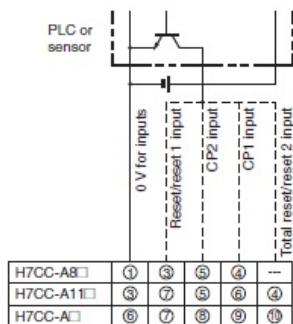 PLC or
sensor
0 V for inputs
Reset/reset 1 input
CP2 input
CP1 input
Total reset/reset 2 input
H7CC-A8□ ① ③ ⑤ ④ ---
H7CC-A11□ ③ ⑦ ⑤ ⑥ ④
H7CC-A□ ⑥ ⑦ ⑧ ⑨ ⑩